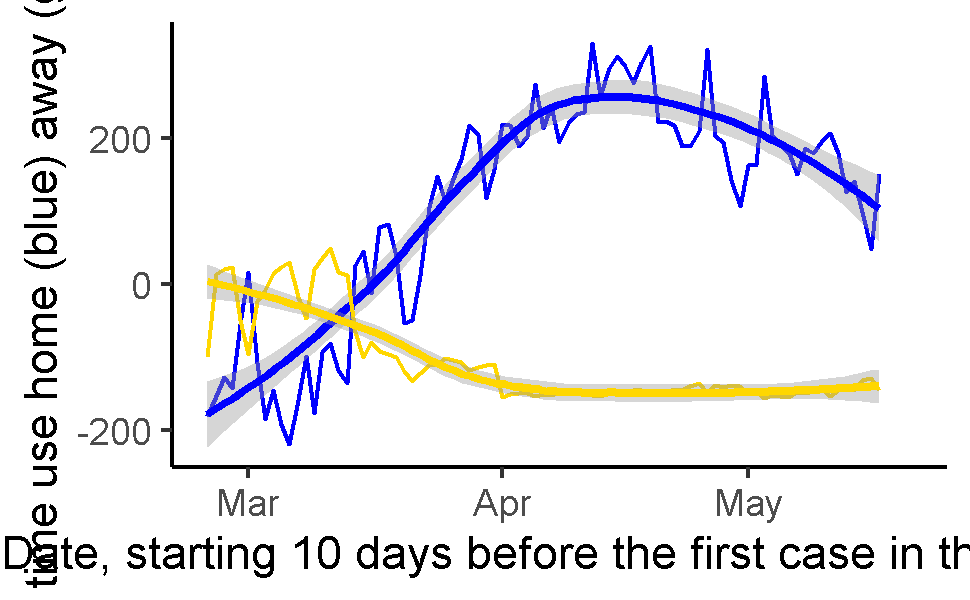 time use home (blue) away (
200
0
-200
Mar Apr May
Date, starting 10 days before the first case in th